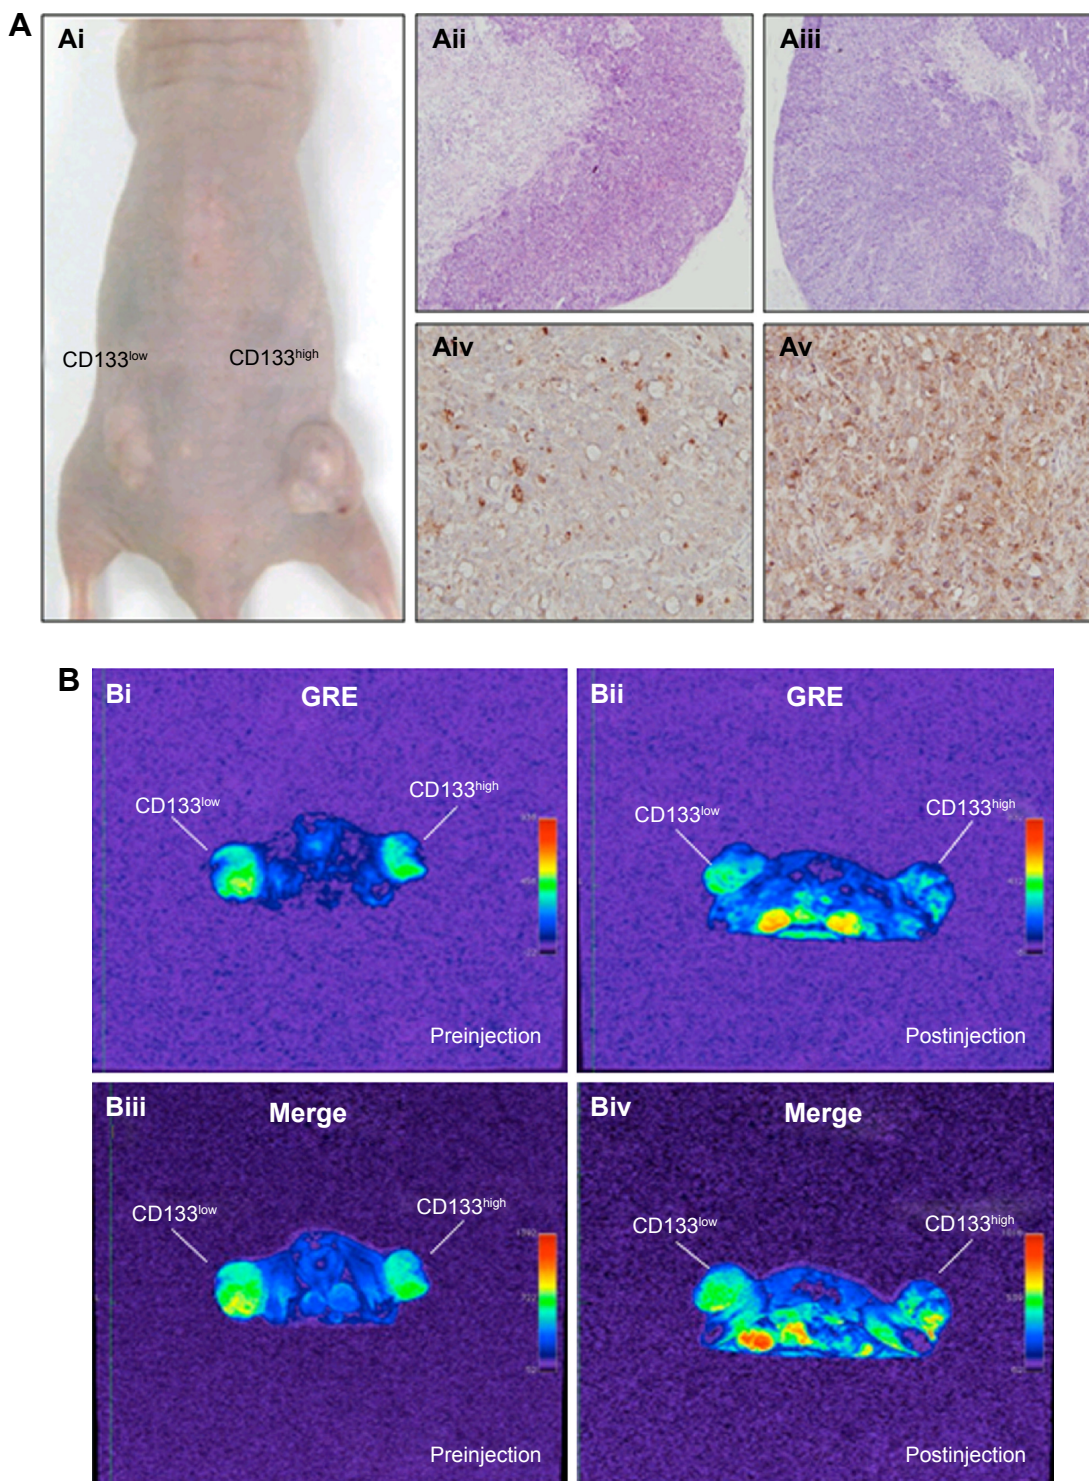 A
Ai
Aii
Aiii
CD133low
CD133high
Aiv
Av
B
Bi
GRE
CD133low
CD133high
Preinjection
Bii
GRE
CD133low
CD133high
Postinjection
Biii
Merge
CD133low
CD133high
Preinjection
Biv
Merge
CD133low
CD133high
Postinjection